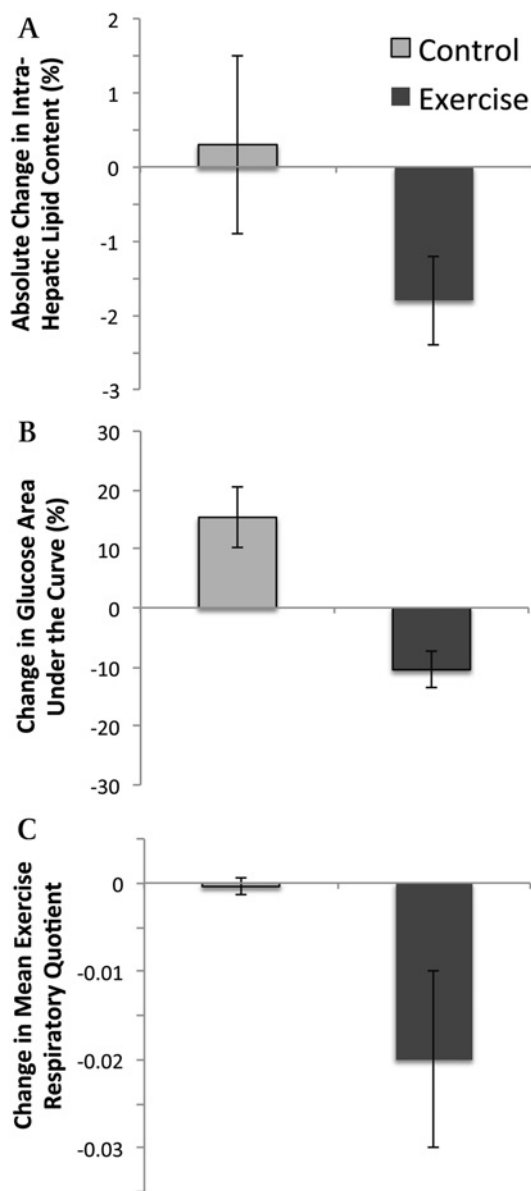 A
Absolute Change in Intra-
Hepatic Lipid Content (%)
2
1
0
-1
-2
-3
Control
Exercise
B
Change in Glucose Area
Under the Curve (%)
30
20
10
0
-10
-20
-30
C
Change in Mean Exercise
Respiratory Quotient
0
-0.01
-0.02
-0.03